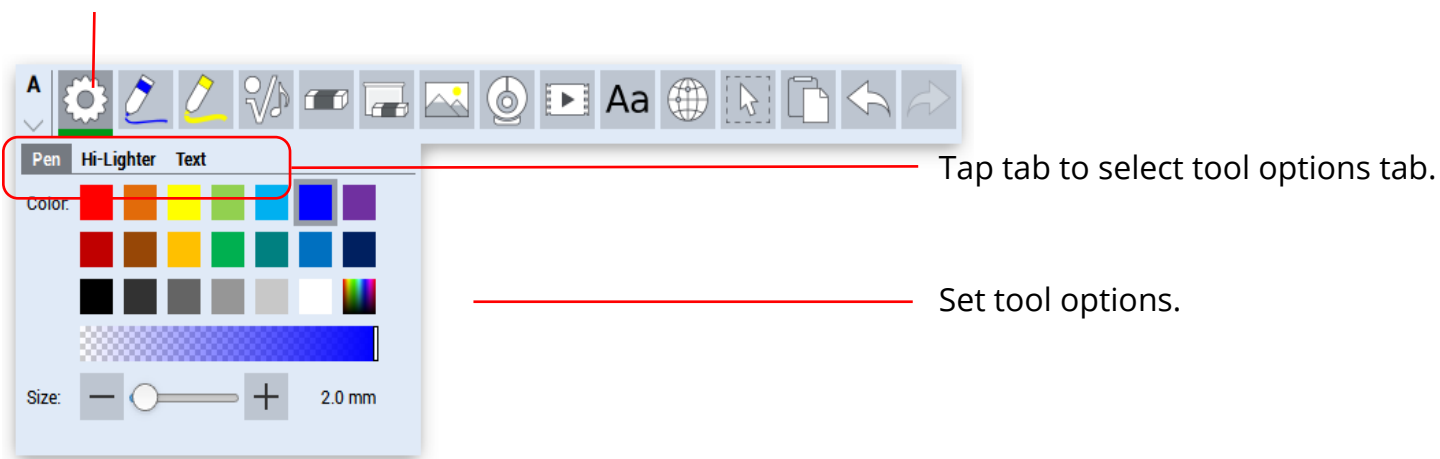 A
Aa
Pen Hi-Lighter Text
Tap tab to select tool options tab.
Color:
Set tool options.
Size: 2.0 mm